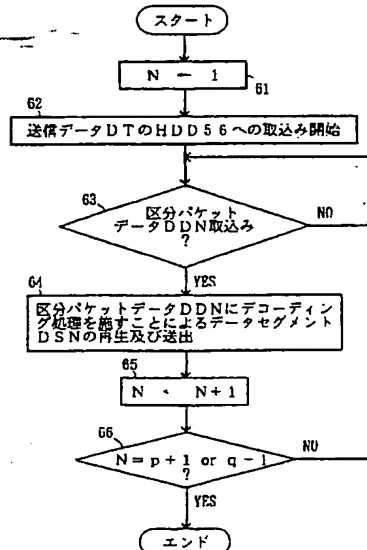 スタート
N - 1
61
62
送信データDTのHDD56への取込み開始
63
区分パケット
データDDN取込み
?
NO
YES
64
区分パケットデータDDNにデコーディン
グ処理を施すことによるデータセグメント
DSNの再生及び送出
65
N < N+1
66
N=p+1 or q-1
?
NO
YES
エンド